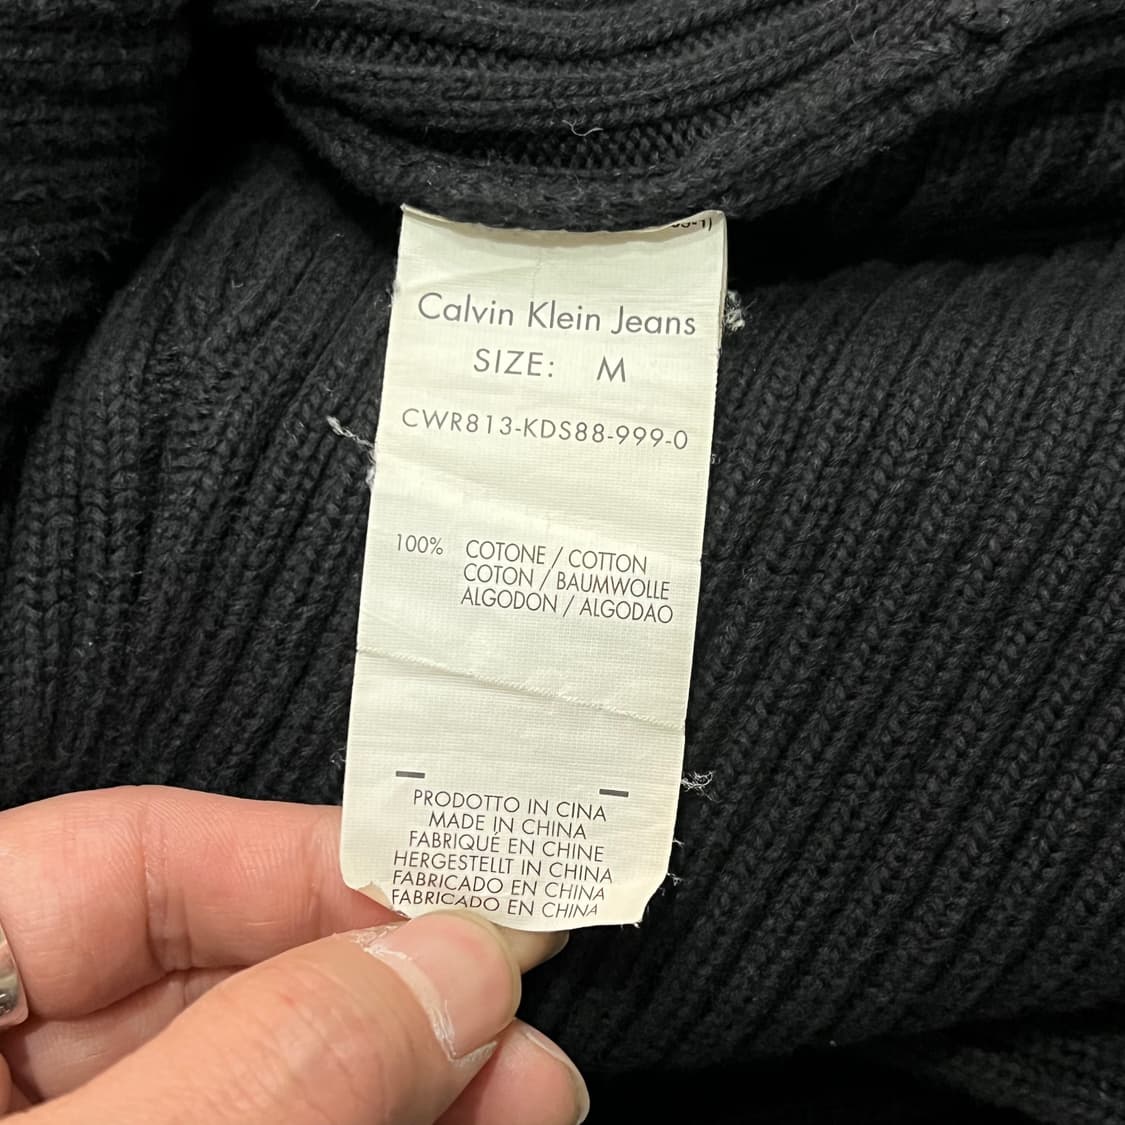 Calvin Klein Jeans
SIZE: M
CWR813-KDS88-999-0
100% COTONE / COTTON
COTON / BAUMWOLLE
ALGODON / ALGODAO
PRODOTTO IN CINA
MADE IN CHINA
FABRIQUÉ EN CHINE
HERGESTELLT IN CHINA
FABRICADO EN CHINA
FABRICADO EN CHINA